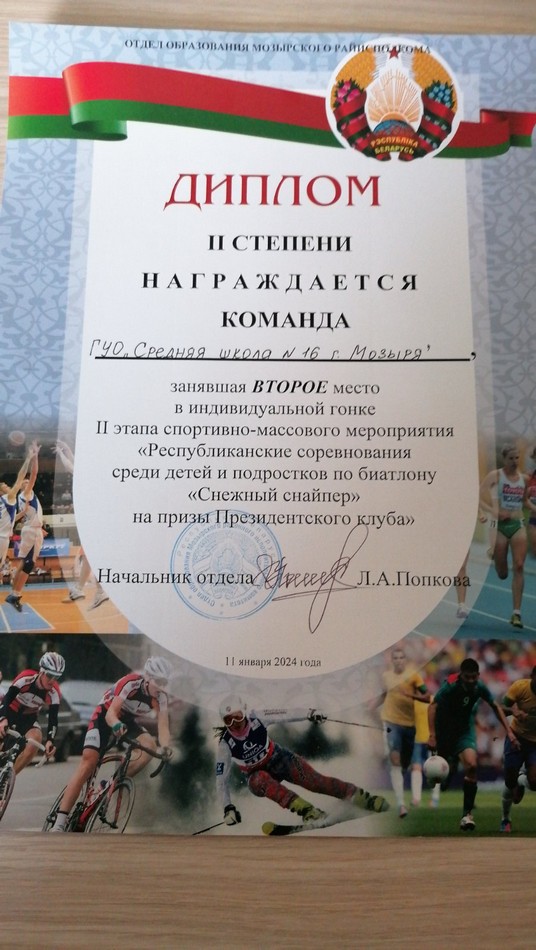 ОТДЕЛ ОБРАЗОВАНИЯ МОЗЫРСКОГО РАЙИСПОЛКОМА
РЭСПУБЛІКА
БЕЛАРУСЬ
ДИПЛОМ
II СТЕПЕНИ
НАГРАЖДАЕТСЯ
КОМАНДА
ГУО „Средняя школа N 16 г. Мозыря",
занявшая ВТОРОЕ место
в индивидуальной гонке
II этапа спортивно-массового мероприятия
«Республиканские соревнования
среди детей и подростков по биатлону
«Снежный снайпер»
на призы Президентского клуба»
Начальник отдела Л.А.Попкова
11 января 2024 года